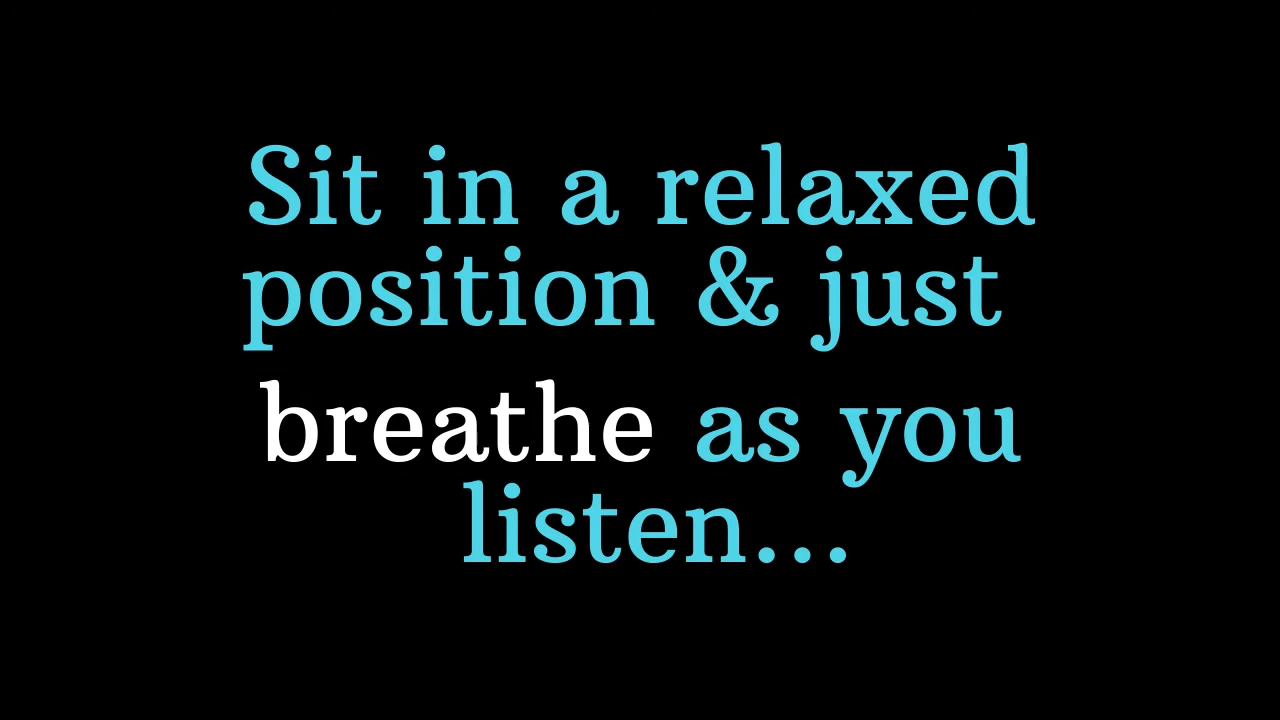 Sit in a relaxed
position & just
breathe as you
listen...